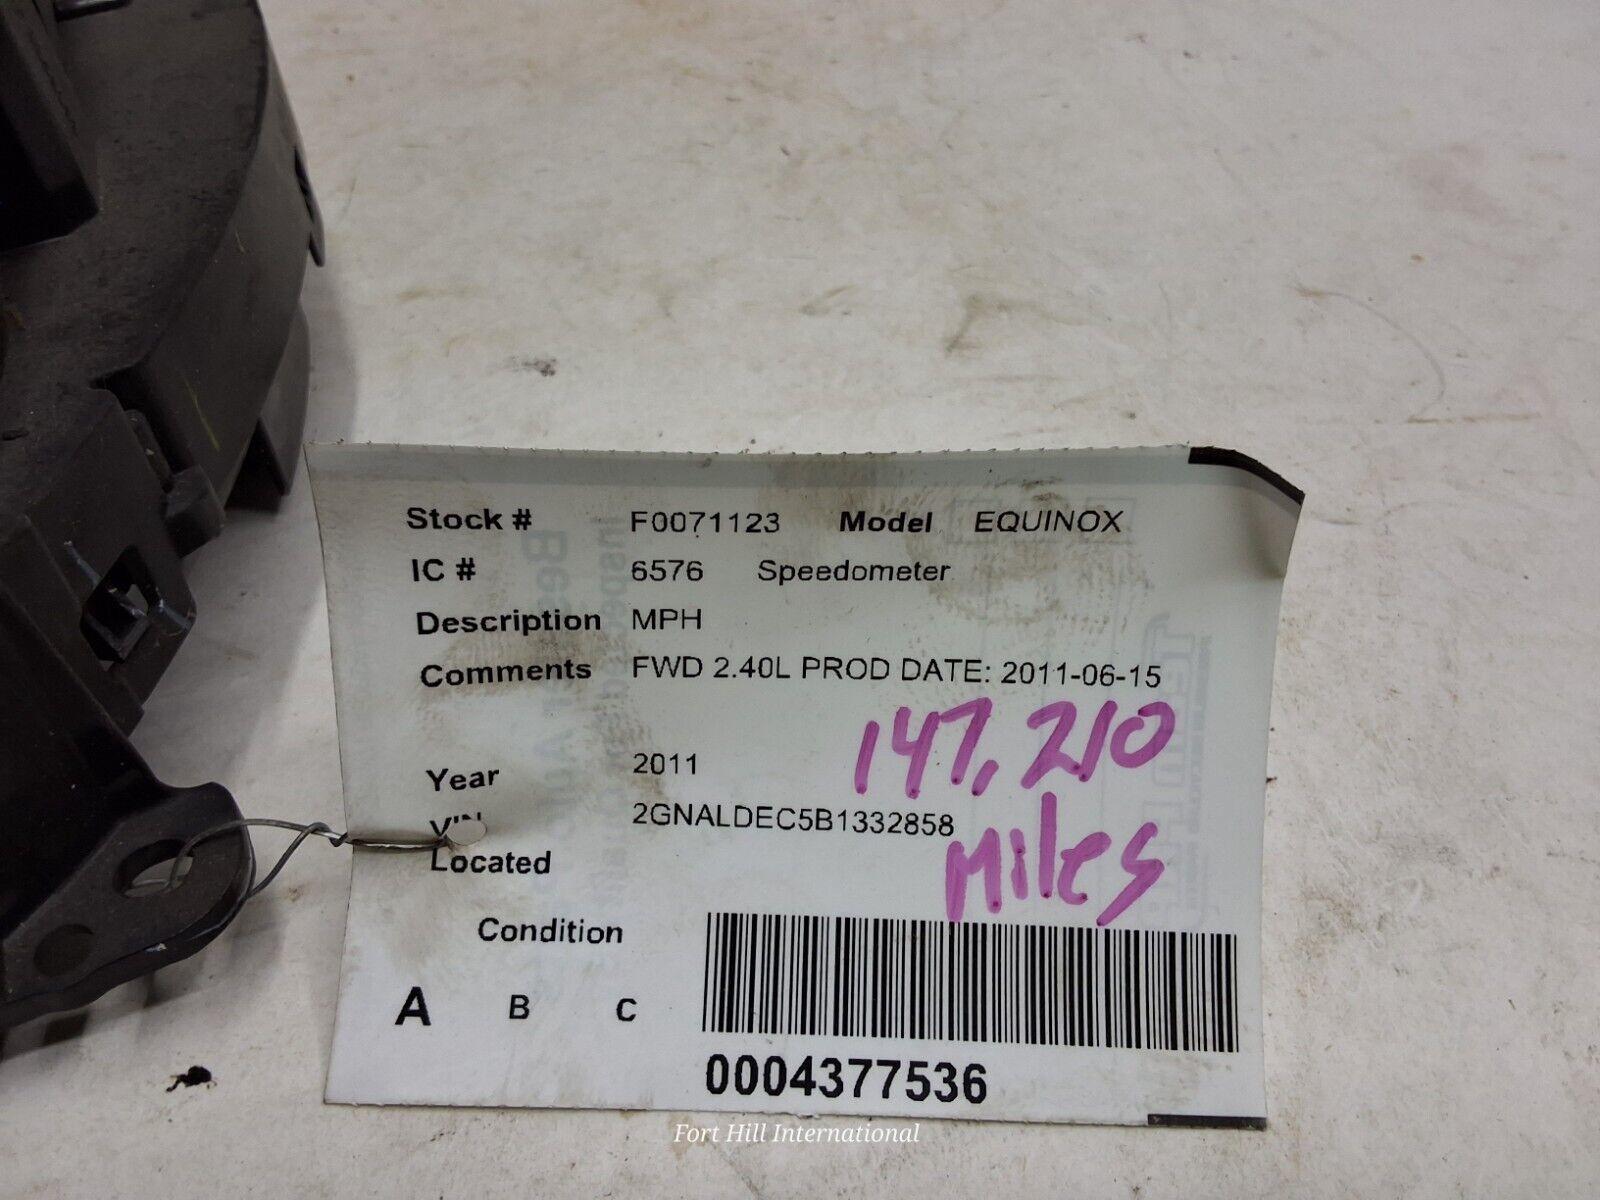 Stock # F0071123 Model EQUINOX
IC # 6576 Speedometer
Description MPH
Comments FWD 2.40L PROD DATE: 2011-06-15
147,210
Year 2011
VIN 2GNALDEC5B1332858
Miles
Located
Condition
A B C
0004377536
Fort Hill International